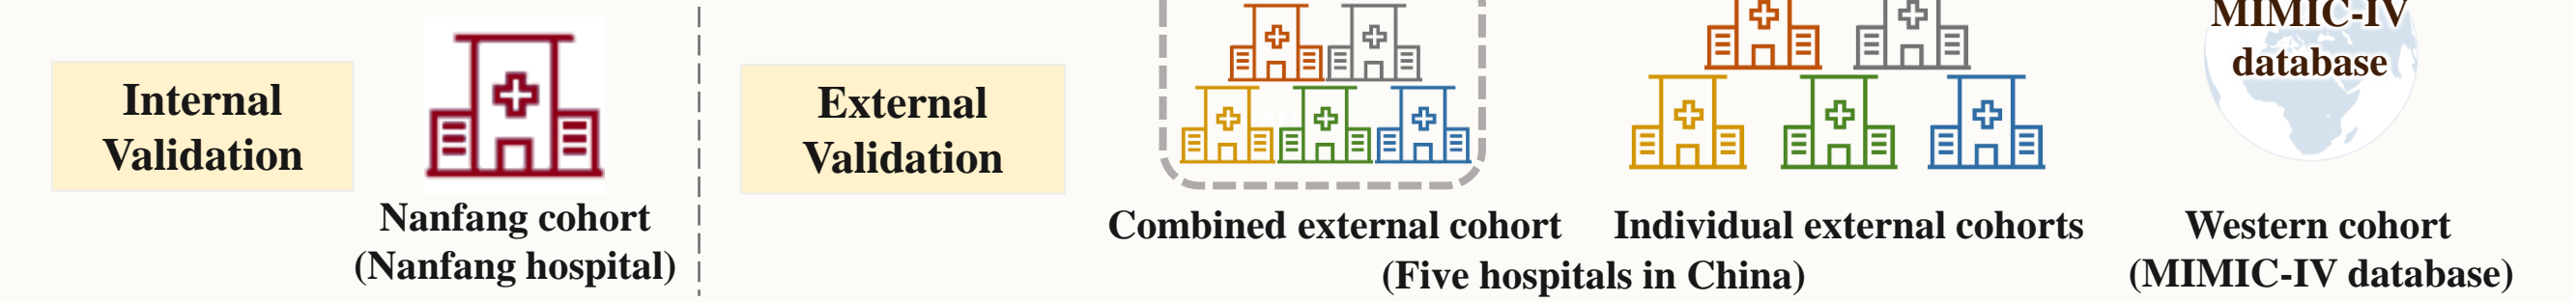 Internal
Validation
Nanfang cohort
(Nanfang hospital)
External
Validation
Combined external cohort
Individual external cohorts
(Five hospitals in China)
MIMIC-IV
database
Western cohort
(MIMIC-IV database)